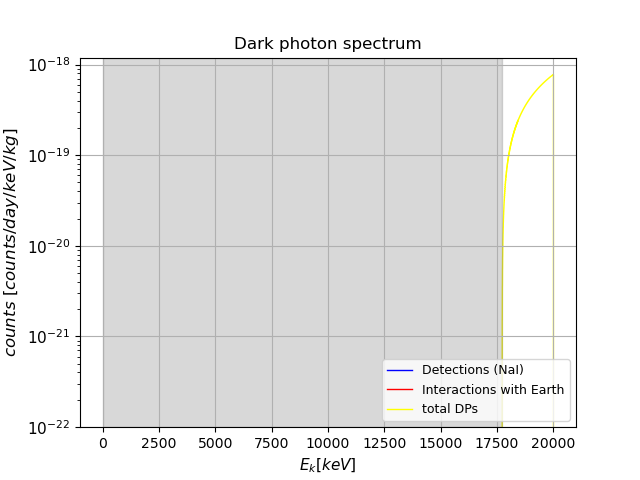 Dark photon spectrum
10⁻¹⁸
10⁻¹⁹
10⁻²⁰
10⁻²¹
10⁻²²
counts [counts/day/keV/kg]
Detections (NaI)
Interactions with Earth
total DPs
0 2500 5000 7500 10000 12500 15000 17500 20000
Eₖ[keV]